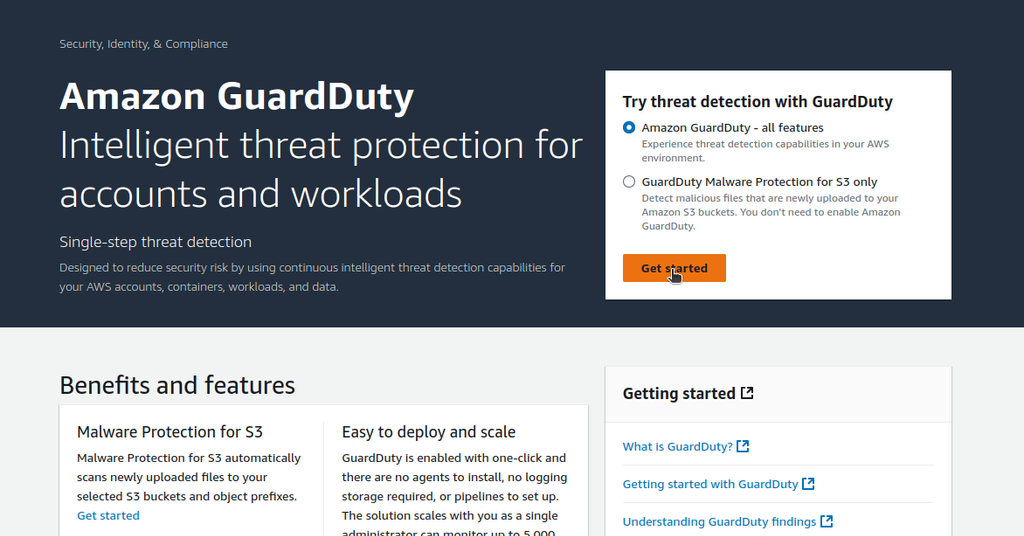 Security, Identity, & Compliance
Amazon GuardDuty
Intelligent threat protection for
accounts and workloads
Single-step threat detection
Designed to reduce security risk by using continuous intelligent threat detection capabilities for
your AWS accounts, containers, workloads, and data.
Try threat detection with GuardDuty
Amazon GuardDuty - all features
Experience threat detection capabilities in your AWS
environment.
GuardDuty Malware Protection for S3 only
Detect malicious files that are newly uploaded to your
Amazon S3 buckets. You don't need to enable Amazon
GuardDuty.
Get started
Benefits and features
Malware Protection for S3
Malware Protection for S3 automatically
scans newly uploaded files to your
selected S3 buckets and object prefixes.
Get started
Easy to deploy and scale
GuardDuty is enabled with one-click and
there are no agents to install, no logging
storage required, or pipelines to set up.
The solution scales with you as a single
administrator can monitor up to 5,000
Getting started
What is GuardDuty?
Getting started with GuardDuty
Understanding GuardDuty findings